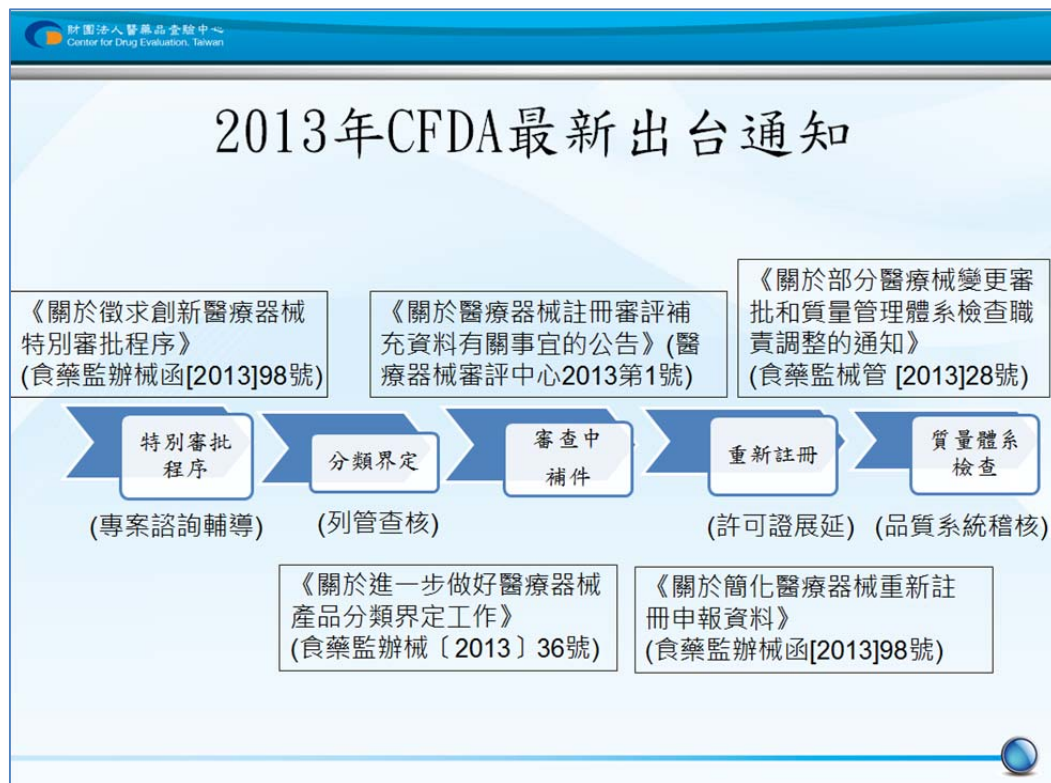 財團法人醫藥品查驗中心
Center for Drug Evaluation, Taiwan
2013年CFDA最新出台通知
《關於徵求創新醫療器械
特別審批程序》
(食藥監辦械函[2013]98號)
《關於醫療器械註冊審評補
充資料有關事宜的公告》(醫
療器械審評中心2013第1號)
《關於部分醫療械變更審
批和質量管理體系檢查職
責調整的通知》
(食藥監械管 [2013]28號)
特別審批
程序
分類界定
審查中
補件
重新註冊
質量體系
檢查
(專案諮詢輔導)
(列管查核)
(許可證展延)
(品質系統稽核)
《關於進一步做好醫療器械
產品分類界定工作》
(食藥監辦械〔2013〕36號)
《關於簡化醫療器械重新註
冊申報資料》
(食藥監辦械函[2013]98號)